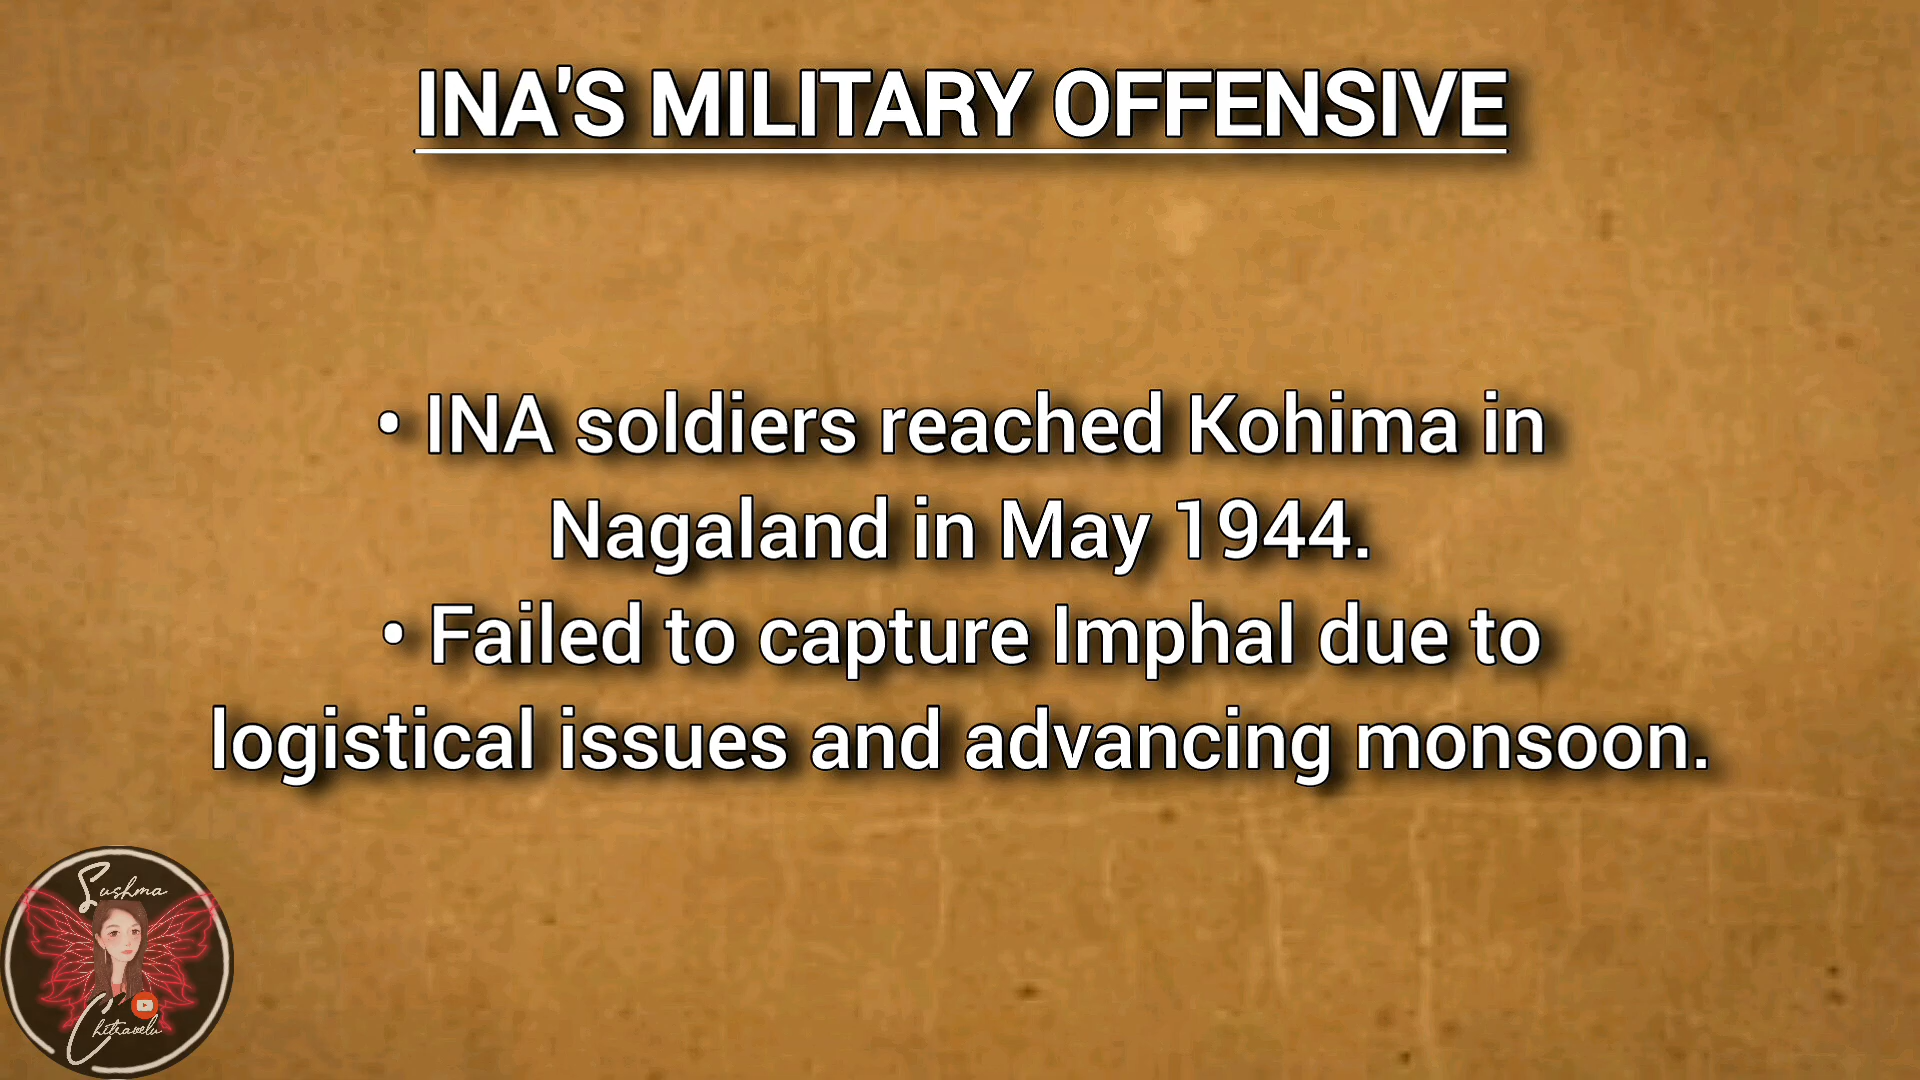 INA'S MILITARY OFFENSIVE
• INA soldiers reached Kohima in
Nagaland in May 1944.
• Failed to capture Imphal due to
logistical issues and advancing monsoon.
Sushma
Chitravelu